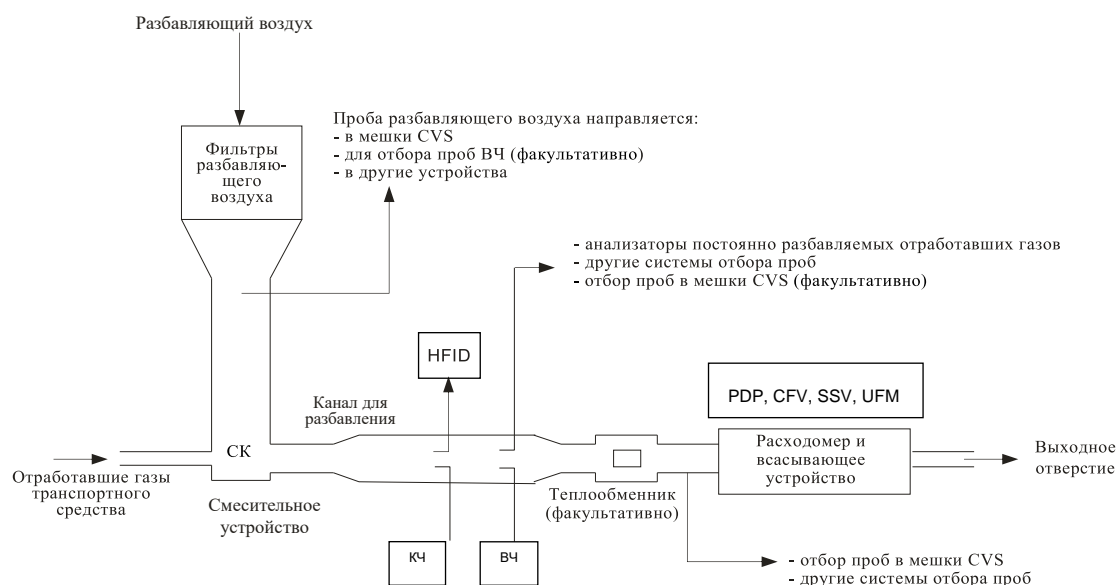 Разбавляющий воздух
Проба разбавляющего воздуха направляется:
- в мешки CVS
- для отбора проб ВЧ (факультативно)
- в другие устройства
Фильтры
разбавляю-
щего
воздуха
- анализаторы постоянно разбавляемых отработавших газов
- другие системы отбора проб
- отбор проб в мешки CVS (факультативно)
HFID
PDP, CFV, SSV, UFM
Канал для
разбавления
СК
Расходомер и
всасывающее
устройство
Выходное
отверстие
Отработавшие газы
транспортного
средства
Смесительное
устройство
Теплообменник
(факультативно)
КЧ
ВЧ
- отбор проб в мешки CVS
- другие системы отбора проб